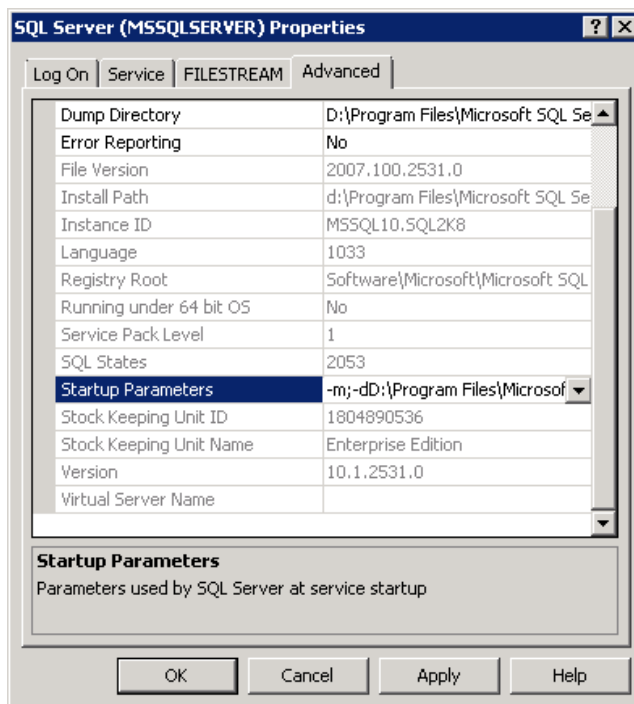 SQL Server (MSSQLSERVER) Properties
Log On Service FILESTREAM Advanced
Dump Directory D:\Program Files\Microsoft SQL Se
Error Reporting No
File Version 2007.100.2531.0
Install Path d:\Program Files\Microsoft SQL Se
Instance ID MSSQL10.SQL2K8
Language 1033
Registry Root Software\Microsoft\Microsoft SQL
Running under 64 bit OS No
Service Pack Level 1
SQL States 2053
Startup Parameters -m;-dD:\Program Files\Microsof
Stock Keeping Unit ID 1804890536
Stock Keeping Unit Name Enterprise Edition
Version 10.1.2531.0
Virtual Server Name
Startup Parameters
Parameters used by SQL Server at service startup
OK Cancel Apply Help